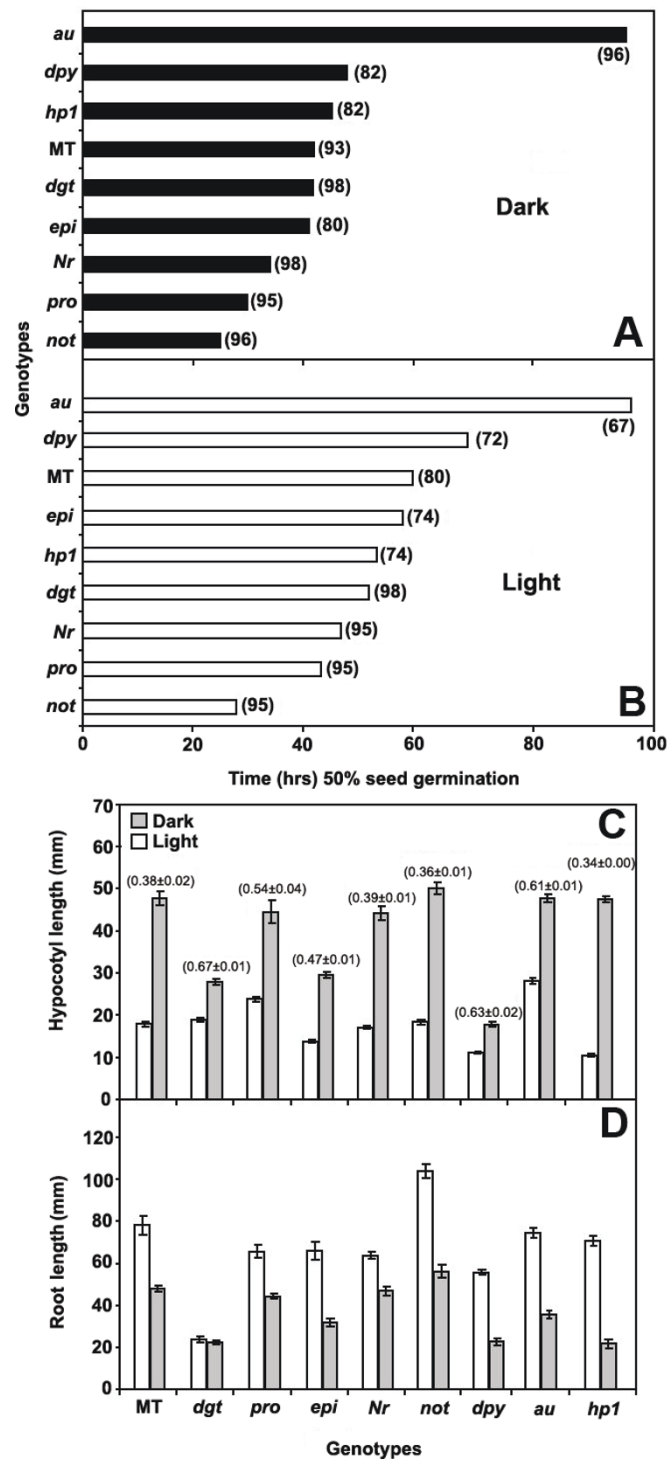 au
(96)
dpy (82)
hp1 (82)
MT (93)
dgt (98)
epi (80)
Dark
Nr (98)
pro (95)
not (96)
A
Genotypes
au
(67)
dpy (72)
MT (80)
epi (74)
hp1 (74)
dgt (98)
Light
Nr (95)
pro (95)
not (95)
B
0 20 40 60 80 100
Time (hrs) 50% seed germination
Hypocotyl length (mm)
70
60
50
40
30
20
10
0
Dark
Light
C
(0.38±0.02)
(0.67±0.01)
(0.54±0.04)
(0.47±0.01)
(0.39±0.01)
(0.36±0.01)
(0.63±0.02)
(0.61±0.01)
(0.34±0.00)
D
Root length (mm)
120
100
80
60
40
20
0
MT dgt pro epi Nr not dpy au hp1
Genotypes